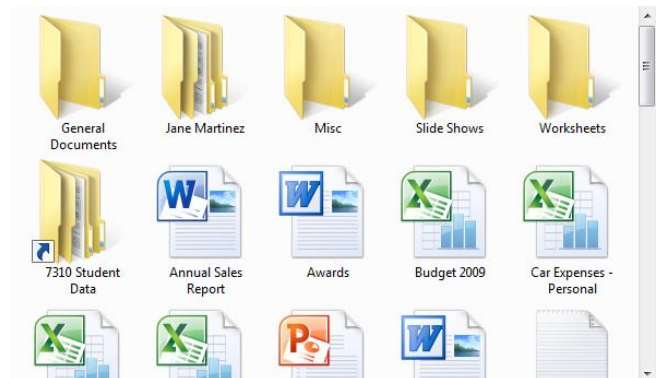 General
Documents
Jane Martinez
Misc
Slide Shows
Worksheets
7310 Student
Data
Annual Sales
Report
Awards
Budget 2009
Car Expenses -
Personal